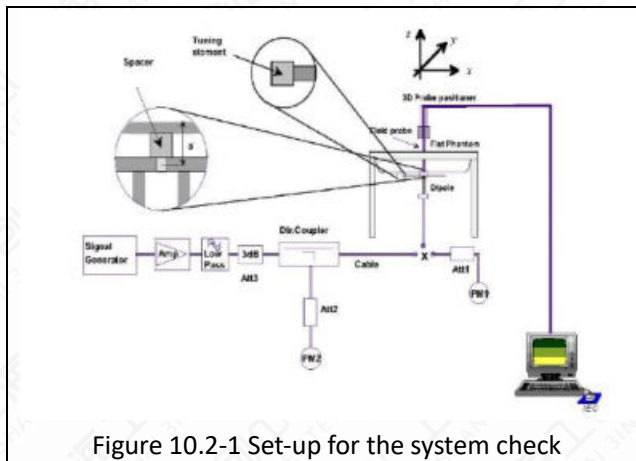 Tuning
element
Spacer
s
z
y
x
3D Probe positioner
Field probe
Flat Phantom
Dipole
Signal
Generator
Amp
Low
Pass
3dB
Att3
Dir.Coupler
Cable
x
Att1
PM1
Att2
PM2
Figure 10.2-1 Set-up for the system check